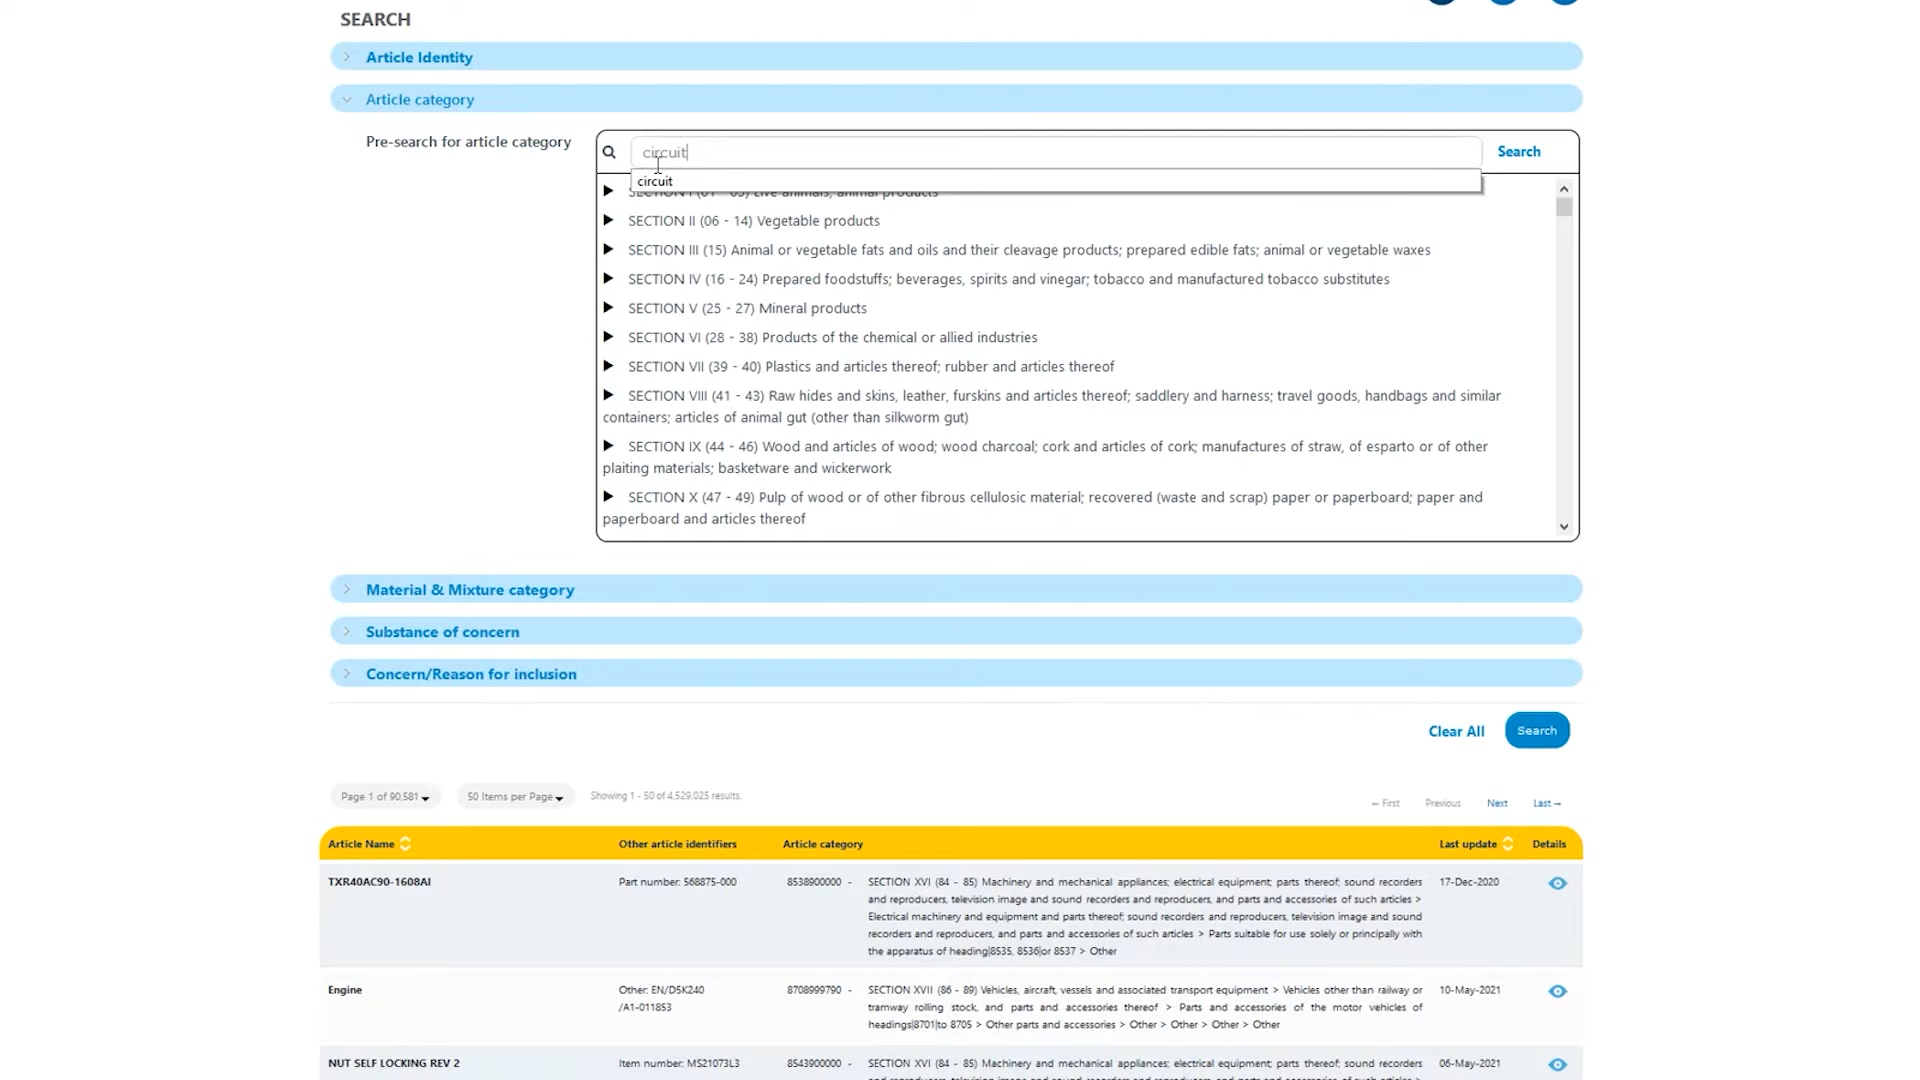 SEARCH
Article Identity
Article category
Pre-search for article category
circuit
Search
circuit
SECTION I (01 - 05) Live animals; animal products
SECTION II (06 - 14) Vegetable products
SECTION III (15) Animal or vegetable fats and oils and their cleavage products; prepared edible fats; animal or vegetable waxes
SECTION IV (16 - 24) Prepared foodstuffs; beverages, spirits and vinegar; tobacco and manufactured tobacco substitutes
SECTION V (25 - 27) Mineral products
SECTION VI (28 - 38) Products of the chemical or allied industries
SECTION VII (39 - 40) Plastics and articles thereof; rubber and articles thereof
SECTION VIII (41 - 43) Raw hides and skins, leather, furskins and articles thereof; saddlery and harness; travel goods, handbags and similar
containers; articles of animal gut (other than silkworm gut)
SECTION IX (44 - 46) Wood and articles of wood; wood charcoal; cork and articles of cork; manufactures of straw, of esparto or of other
plaiting materials; basketware and wickerwork
SECTION X (47 - 49) Pulp of wood or of other fibrous cellulosic material; recovered (waste and scrap) paper or paperboard; paper and
paperboard and articles thereof
Material & Mixture category
Substance of concern
Concern/Reason for inclusion
Clear All Search
Page 1 of 90,581 50 Items per Page Showing 1 - 50 of 4,529,025 results. ← First Previous Next Last →
Article Name Other article identifiers Article category Last update Details
TXR40AC90-1608AI Part number: 568875-000 8538900000 - SECTION XVI (84 - 85) Machinery and mechanical appliances; electrical equipment; parts thereof; sound recorders 17-Dec-2020
and reproducers, television image and sound recorders and reproducers, and parts and accessories of such articles >
Electrical machinery and equipment and parts thereof; sound recorders and reproducers, television image and sound
recorders and reproducers, and parts and accessories of such articles > Parts suitable for use solely or principally with
the apparatus of heading|8535, 8536|or 8537 > Other
Engine Other: EN/D5K240 8708999790 - SECTION XVII (86 - 89) Vehicles, aircraft, vessels and associated transport equipment > Vehicles other than railway or 10-May-2021
/A1-011853 tramway rolling stock, and parts and accessories thereof > Parts and accessories of the motor vehicles of
headings|8701|to 8705 > Other parts and accessories > Other > Other > Other > Other
NUT SELF LOCKING REV 2 Item number: MS21073L3 8543900000 - SECTION XVI (84 - 85) Machinery and mechanical appliances; electrical equipment; parts thereof; sound recorders 06-May-2021